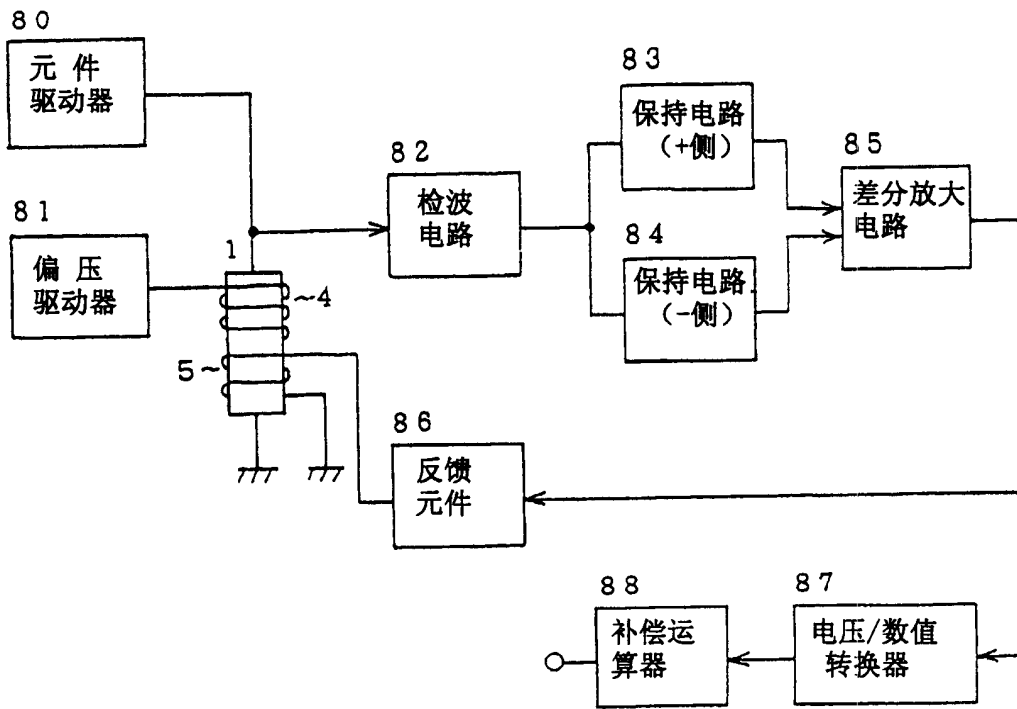 80
元 件
驱动器
81
偏 压
驱动器
1
~4
5~
82
检波
电路
83
保持电路
(+侧)
84
保持电路
(-侧)
85
差分放大
电路
86
反馈
元件
87
电压/数值
转换器
88
补偿运
算器